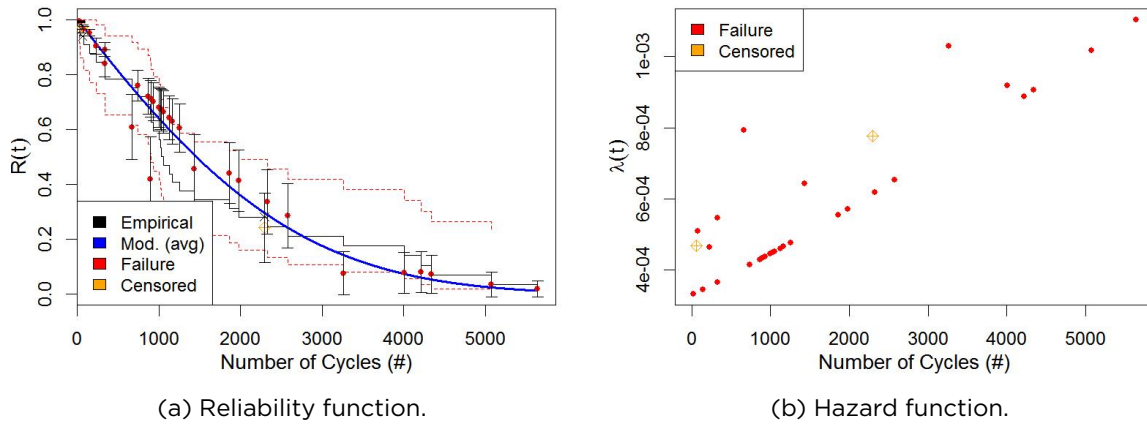 R(t)
1.0
0.8
0.6
0.4
0.2
0.0
Empirical
Mod. (avg)
Failure
Censored
0 1000 2000 3000 4000 5000
Number of Cycles (#)
(a) Reliability function.
λ(t)
1e-03
8e-04
6e-04
4e-04
Failure
Censored
0 1000 2000 3000 4000 5000
Number of Cycles (#)
(b) Hazard function.